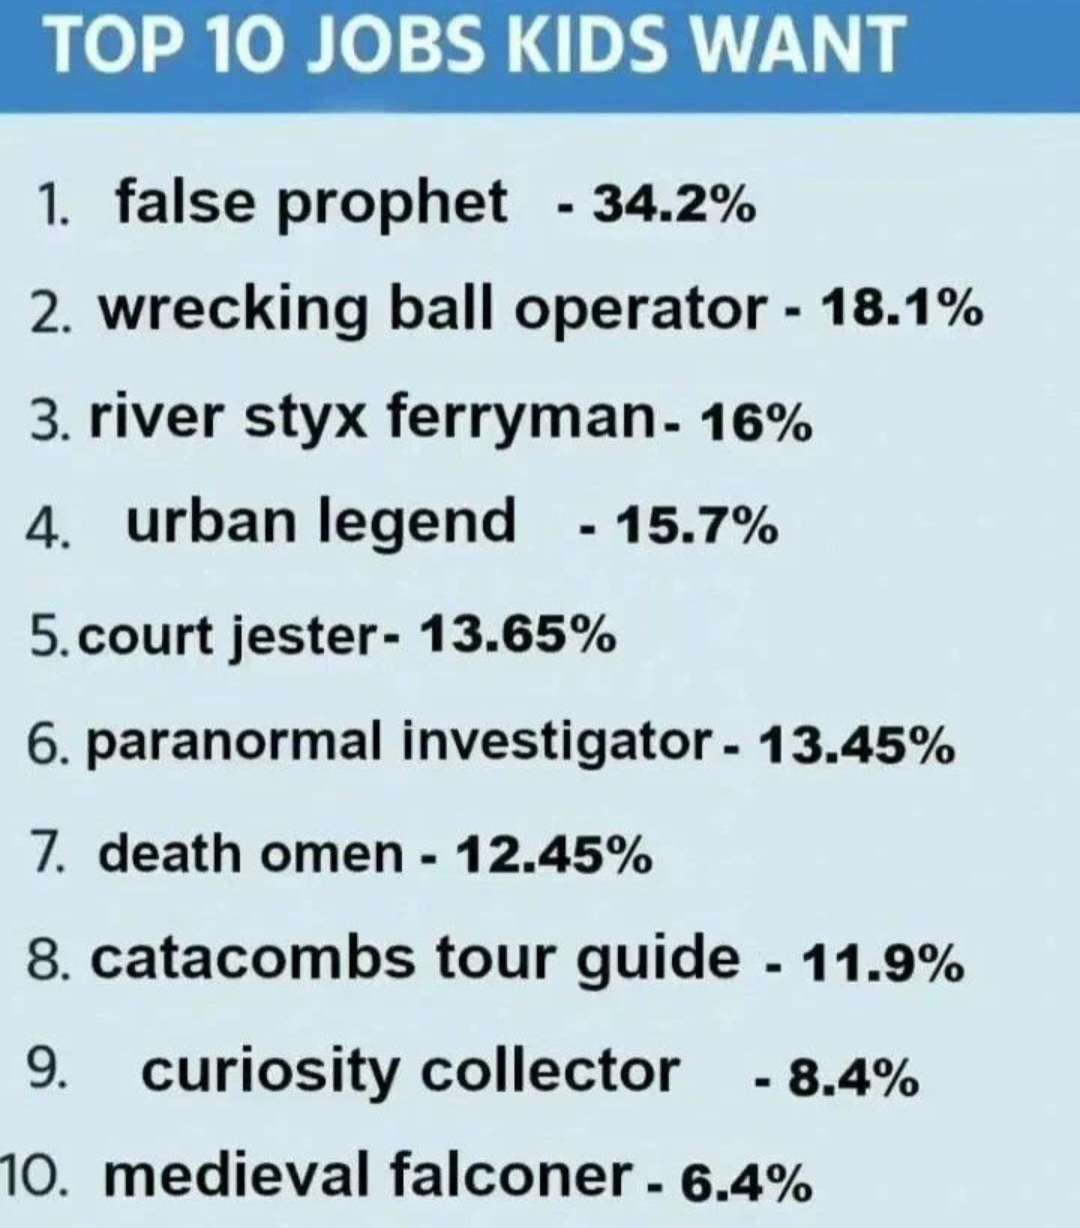 TOP 10 JOBS KIDS WANT
1. false prophet - 34.2%
2. wrecking ball operator - 18.1%
3. river styx ferryman- 16%
4. urban legend - 15.7%
5. court jester- 13.65%
6. paranormal investigator - 13.45%
7. death omen - 12.45%
8. catacombs tour guide - 11.9%
9. curiosity collector - 8.4%
10. medieval falconer - 6.4%